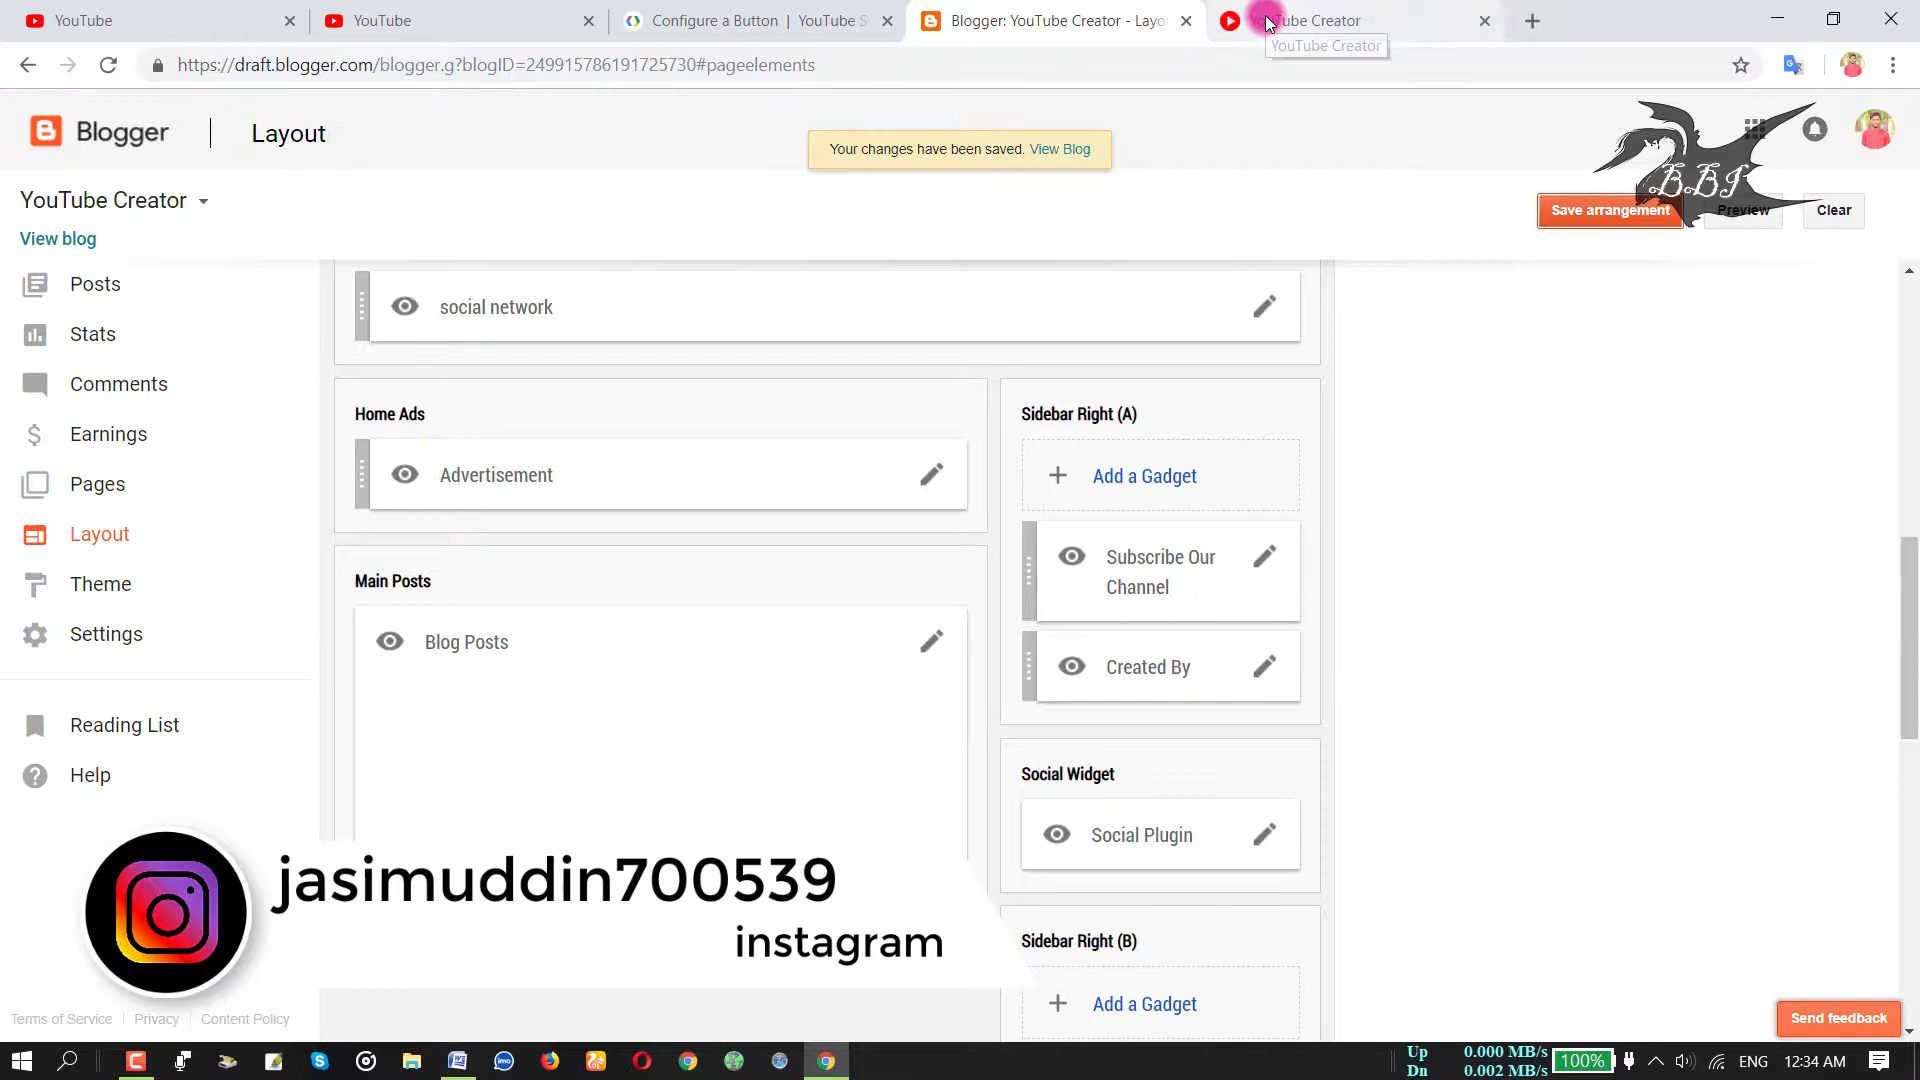 YouTube
YouTube
Configure a Button | YouTube S
Blogger: YouTube Creator - Layo
YouTube Creator
YouTube Creator
https://draft.blogger.com/blogger.g?blogID=249915786191725730#pageelements
Blogger
Layout
Your changes have been saved. View Blog
BBJ
YouTube Creator
View blog
Save arrangement
Preview
Clear
Posts
Stats
Comments
Earnings
Pages
Layout
Theme
Settings
Reading List
Help
social network
Home Ads
Advertisement
Main Posts
Blog Posts
Sidebar Right (A)
Add a Gadget
Subscribe Our
Channel
Created By
Social Widget
Social Plugin
Sidebar Right (B)
Add a Gadget
jasimuddin700539
instagram
Terms of Service
Privacy
Content Policy
Send feedback
imo
Up 0.000 MB/s
Dn 0.002 MB/s
100%
ENG
12:34 AM